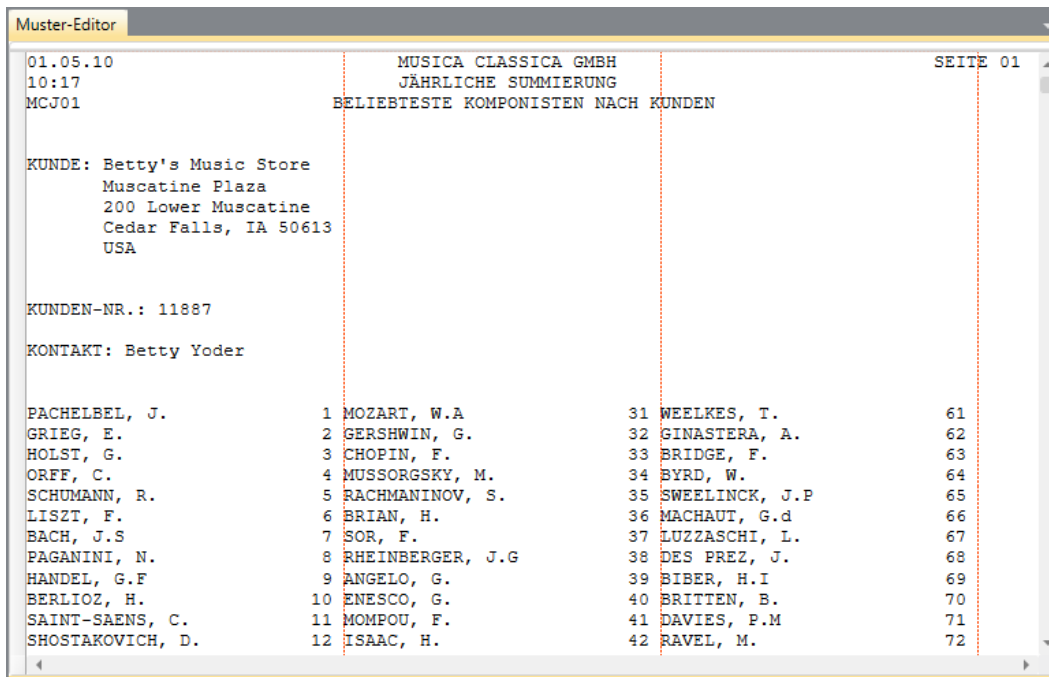 Muster-Editor
01.05.10 MUSICA CLASSICA GMBH SEITE 01
10:17 JÄHRLICHE SUMMIERUNG
MCJ01 BELIEBTESTE KOMPONISTEN NACH KUNDEN
KUNDE: Betty's Music Store
Muscatine Plaza
200 Lower Muscatine
Cedar Falls, IA 50613
USA
KUNDEN-NR.: 11887
KONTAKT: Betty Yoder
PACHELBEL, J. 1 MOZART, W.A 31 WEELKES, T. 61
GRIEG, E. 2 GERSHWIN, G. 32 GINASTERA, A. 62
HOLST, G. 3 CHOPIN, F. 33 BRIDGE, F. 63
ORFF, C. 4 MUSSORGSKY, M. 34 BYRD, W. 64
SCHUMANN, R. 5 RACHMANINOV, S. 35 SWEELINCK, J.P 65
LISZT, F. 6 BRIAN, H. 36 MACHAUT, G.d 66
BACH, J.S 7 SOR, F. 37 LUZZASCHI, L. 67
PAGANINI, N. 8 RHEINBERGER, J.G 38 DES PREZ, J. 68
HANDEL, G.F 9 ANGELO, G. 39 BIBER, H.I 69
BERLIOZ, H. 10 ENESCO, G. 40 BRITTEN, B. 70
SAINT-SAENS, C. 11 MOMPOU, F. 41 DAVIES, P.M 71
SHOSTAKOVICH, D. 12 ISAAC, H. 42 RAVEL, M. 72